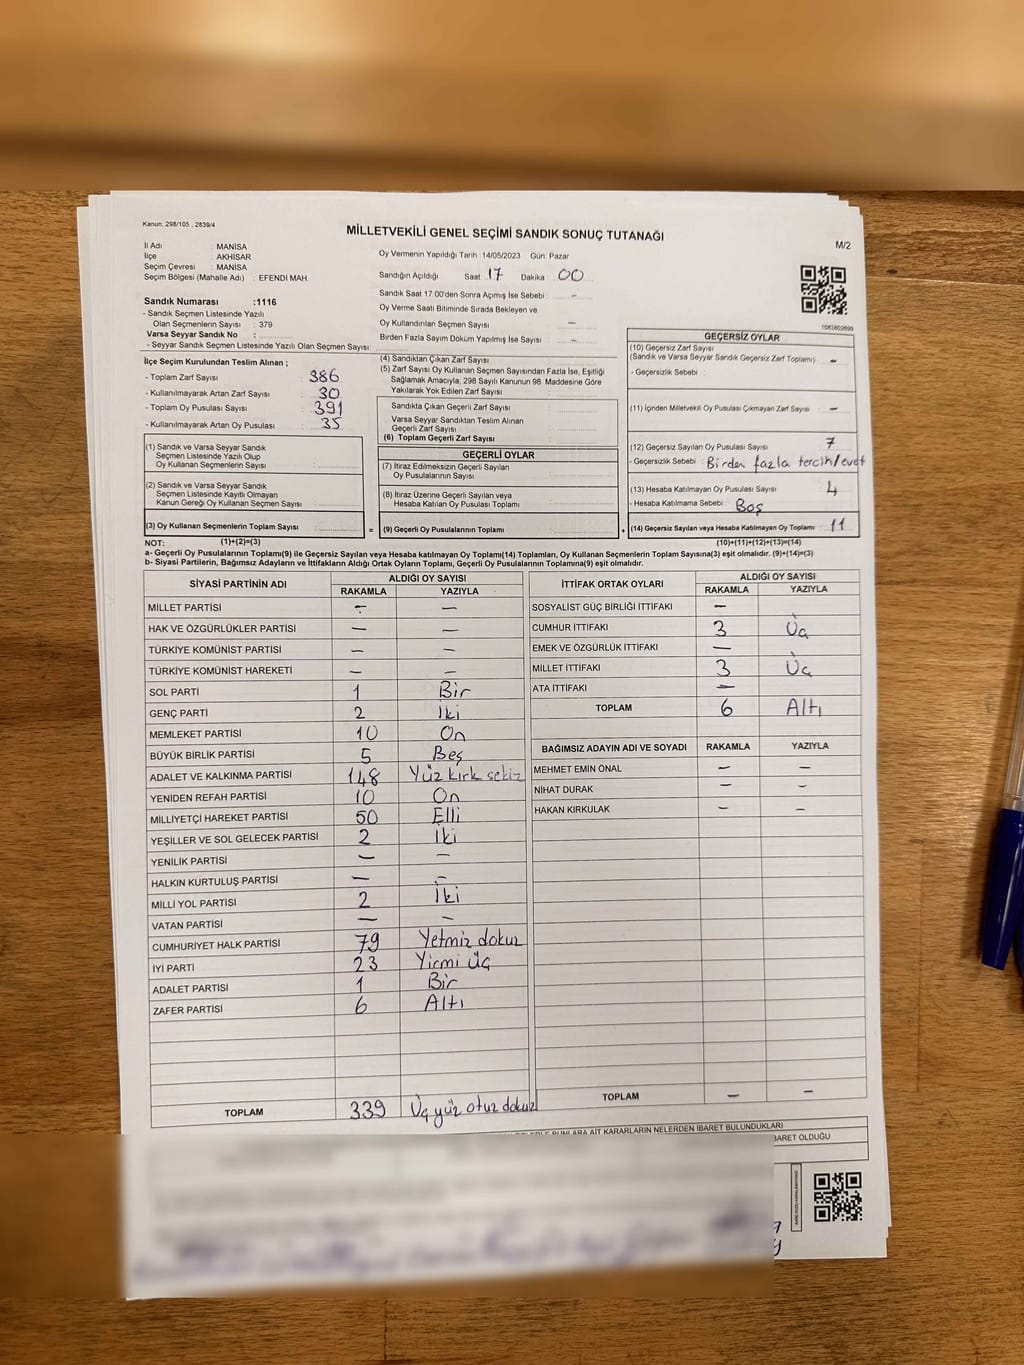 Kanun: 298/105 , 2839/4
MİLLETVEKİLİ GENEL SEÇİMİ SANDIK SONUÇ TUTANAĞI
M/2
İl Adı : MANİSA
İlçe : AKHİSAR
Seçim Çevresi : MANİSA
Seçim Bölgesi (Mahalle Adı) : EFENDİ MAH.
Sandık Numarası :1116
- Sandık Seçmen Listesinde Yazılı
Olan Seçmenlerin Sayısı : 379
Varsa Seyyar Sandık No :
- Seyyar Sandık Seçmen Listesinde Yazılı Olan Seçmen Sayısı:
Oy Vermenin Yapıldığı Tarih :14/05/2023 Gün: Pazar
Sandığın Açıldığı Saat 17 Dakika : 00
Sandık Saat 17.00'den Sonra Açımış İse Sebebi : –
Oy Verme Saati Bitiminde Sırada Bekleyen ve
Oy Kullandırılan Seçmen Sayısı –
Birden Fazla Sayım Döküm Yapılmış İse Sayısı –
İlçe Seçim Kurulundan Teslim Alınan ;
- Toplam Zarf Sayısı : 386
- Kullanılmayarak Artan Zarf Sayısı : 30
- Toplam Oy Pusulası Sayısı : 391
- Kullanılmayarak Artan Oy Pusulası : 35
(1) Sandık ve Varsa Seyyar Sandık
Seçmen Listesinde Yazılı Olup
Oy Kullanan Seçmenlerin Sayısı
(2) Sandık ve Varsa Seyyar Sandık
Seçmen Listesinde Kayıtlı Olmayan
Kanun Gereği Oy Kullanan Seçmen Sayısı
(3) Oy Kullanan Seçmenlerin Toplam Sayısı
(4) Sandıktan Çıkan Zarf Sayısı
(5) Zarf Sayısı Oy Kullanan Seçmen Sayısından Fazla İse, Eşitliği
Sağlamak Amacıyla, 298 Sayılı Kanunun 98. Maddesine Göre
Yakılarak Yok Edilen Zarf Sayısı :
Sandıkta Çıkan Geçerli Zarf Sayısı
Varsa Seyyar Sandıktan Teslim Alınan
Geçerli Zarf Sayısı
(6) Toplam Geçerli Zarf Sayısı
GEÇERLİ OYLAR
(7) İtiraz Edilmeksizin Geçerli Sayılan
Oy Pusulalarının Sayısı
(8) İtiraz Üzerine Geçerli Sayılan veya
Hesaba Katılan Oy Pusulası Toplamı
= (9) Geçerli Oy Pusulalarının Toplamı +
GEÇERSİZ OYLAR
(10) Geçersiz Zarf Sayısı
(Sandık ve Varsa Seyyar Sandık Geçersiz Zarf Toplamı) –
- Geçersizlik Sebebi :
(11) İçinden Milletvekili Oy Pusulası Çıkmayan Zarf Sayısı –
(12) Geçersiz Sayılan Oy Pusulası Sayısı 7
- Geçersizlik Sebebi : Birden fazla tercih/evet
(13) Hesaba Katılmayan Oy Pusulası Sayısı 4
- Hesaba Katılmama Sebebi : Boş
(14) Geçersiz Sayılan veya Hesaba Katılmayan Oy Toplamı 11
NOT: (1)+(2)=(3) (10)+(11)+(12)+(13)=(14)
a- Geçerli Oy Pusulalarının Toplamı(9) ile Geçersiz Sayılan veya Hesaba katılmayan Oy Toplamı(14) Toplamları, Oy Kullanan Seçmenlerin Toplam Sayısına(3) eşit olmalıdır. (9)+(14)=(3)
b- Siyasi Partilerin, Bağımsız Adayların ve İttifakların Aldığı Ortak Oyların Toplamı, Geçerli Oy Pusulalarının Toplamına(9) eşit olmalıdır.
SİYASİ PARTİNİN ADI ALDIĞI OY SAYISI
RAKAMLA YAZIYLA
MİLLET PARTİSİ – –
HAK VE ÖZGÜRLÜKLER PARTİSİ – –
TÜRKİYE KOMÜNİST PARTİSİ – –
TÜRKİYE KOMÜNİST HAREKETİ – –
SOL PARTİ 1 Bir
GENÇ PARTİ 2 İki
MEMLEKET PARTİSİ 10 On
BÜYÜK BİRLİK PARTİSİ 5 Beş
ADALET VE KALKINMA PARTİSİ 148 Yüz kırk sekiz
YENİDEN REFAH PARTİSİ 10 On
MİLLİYETÇİ HAREKET PARTİSİ 50 Elli
YEŞİLLER VE SOL GELECEK PARTİSİ 2 İki
YENİLİK PARTİSİ – –
HALKIN KURTULUŞ PARTİSİ – –
MİLLİ YOL PARTİSİ 2 İki
VATAN PARTİSİ – –
CUMHURİYET HALK PARTİSİ 79 Yetmiz dokuz
İYİ PARTİ 23 Yirmi üç
ADALET PARTİSİ 1 Bir
ZAFER PARTİSİ 6 Altı
TOPLAM 339 Üç yüz otuz dokuz
İTTİFAK ORTAK OYLARI ALDIĞI OY SAYISI
RAKAMLA YAZIYLA
SOSYALİST GÜÇ BİRLİĞİ İTTİFAKI –
CUMHUR İTTİFAKI 3 Üç
EMEK VE ÖZGÜRLÜK İTTİFAKI –
MİLLET İTTİFAKI 3 Üç
ATA İTTİFAKI –
TOPLAM 6 Altı
BAĞIMSIZ ADAYIN ADI VE SOYADI RAKAMLA YAZIYLA
MEHMET EMİN ÖNAL – –
NİHAT DURAK – –
HAKAN KIRKULAK – –
TOPLAM – –
BUNLARA AİT KARARLARIN NELERDEN İBARET BULUNDUKLARI
BARET OLDUĞU